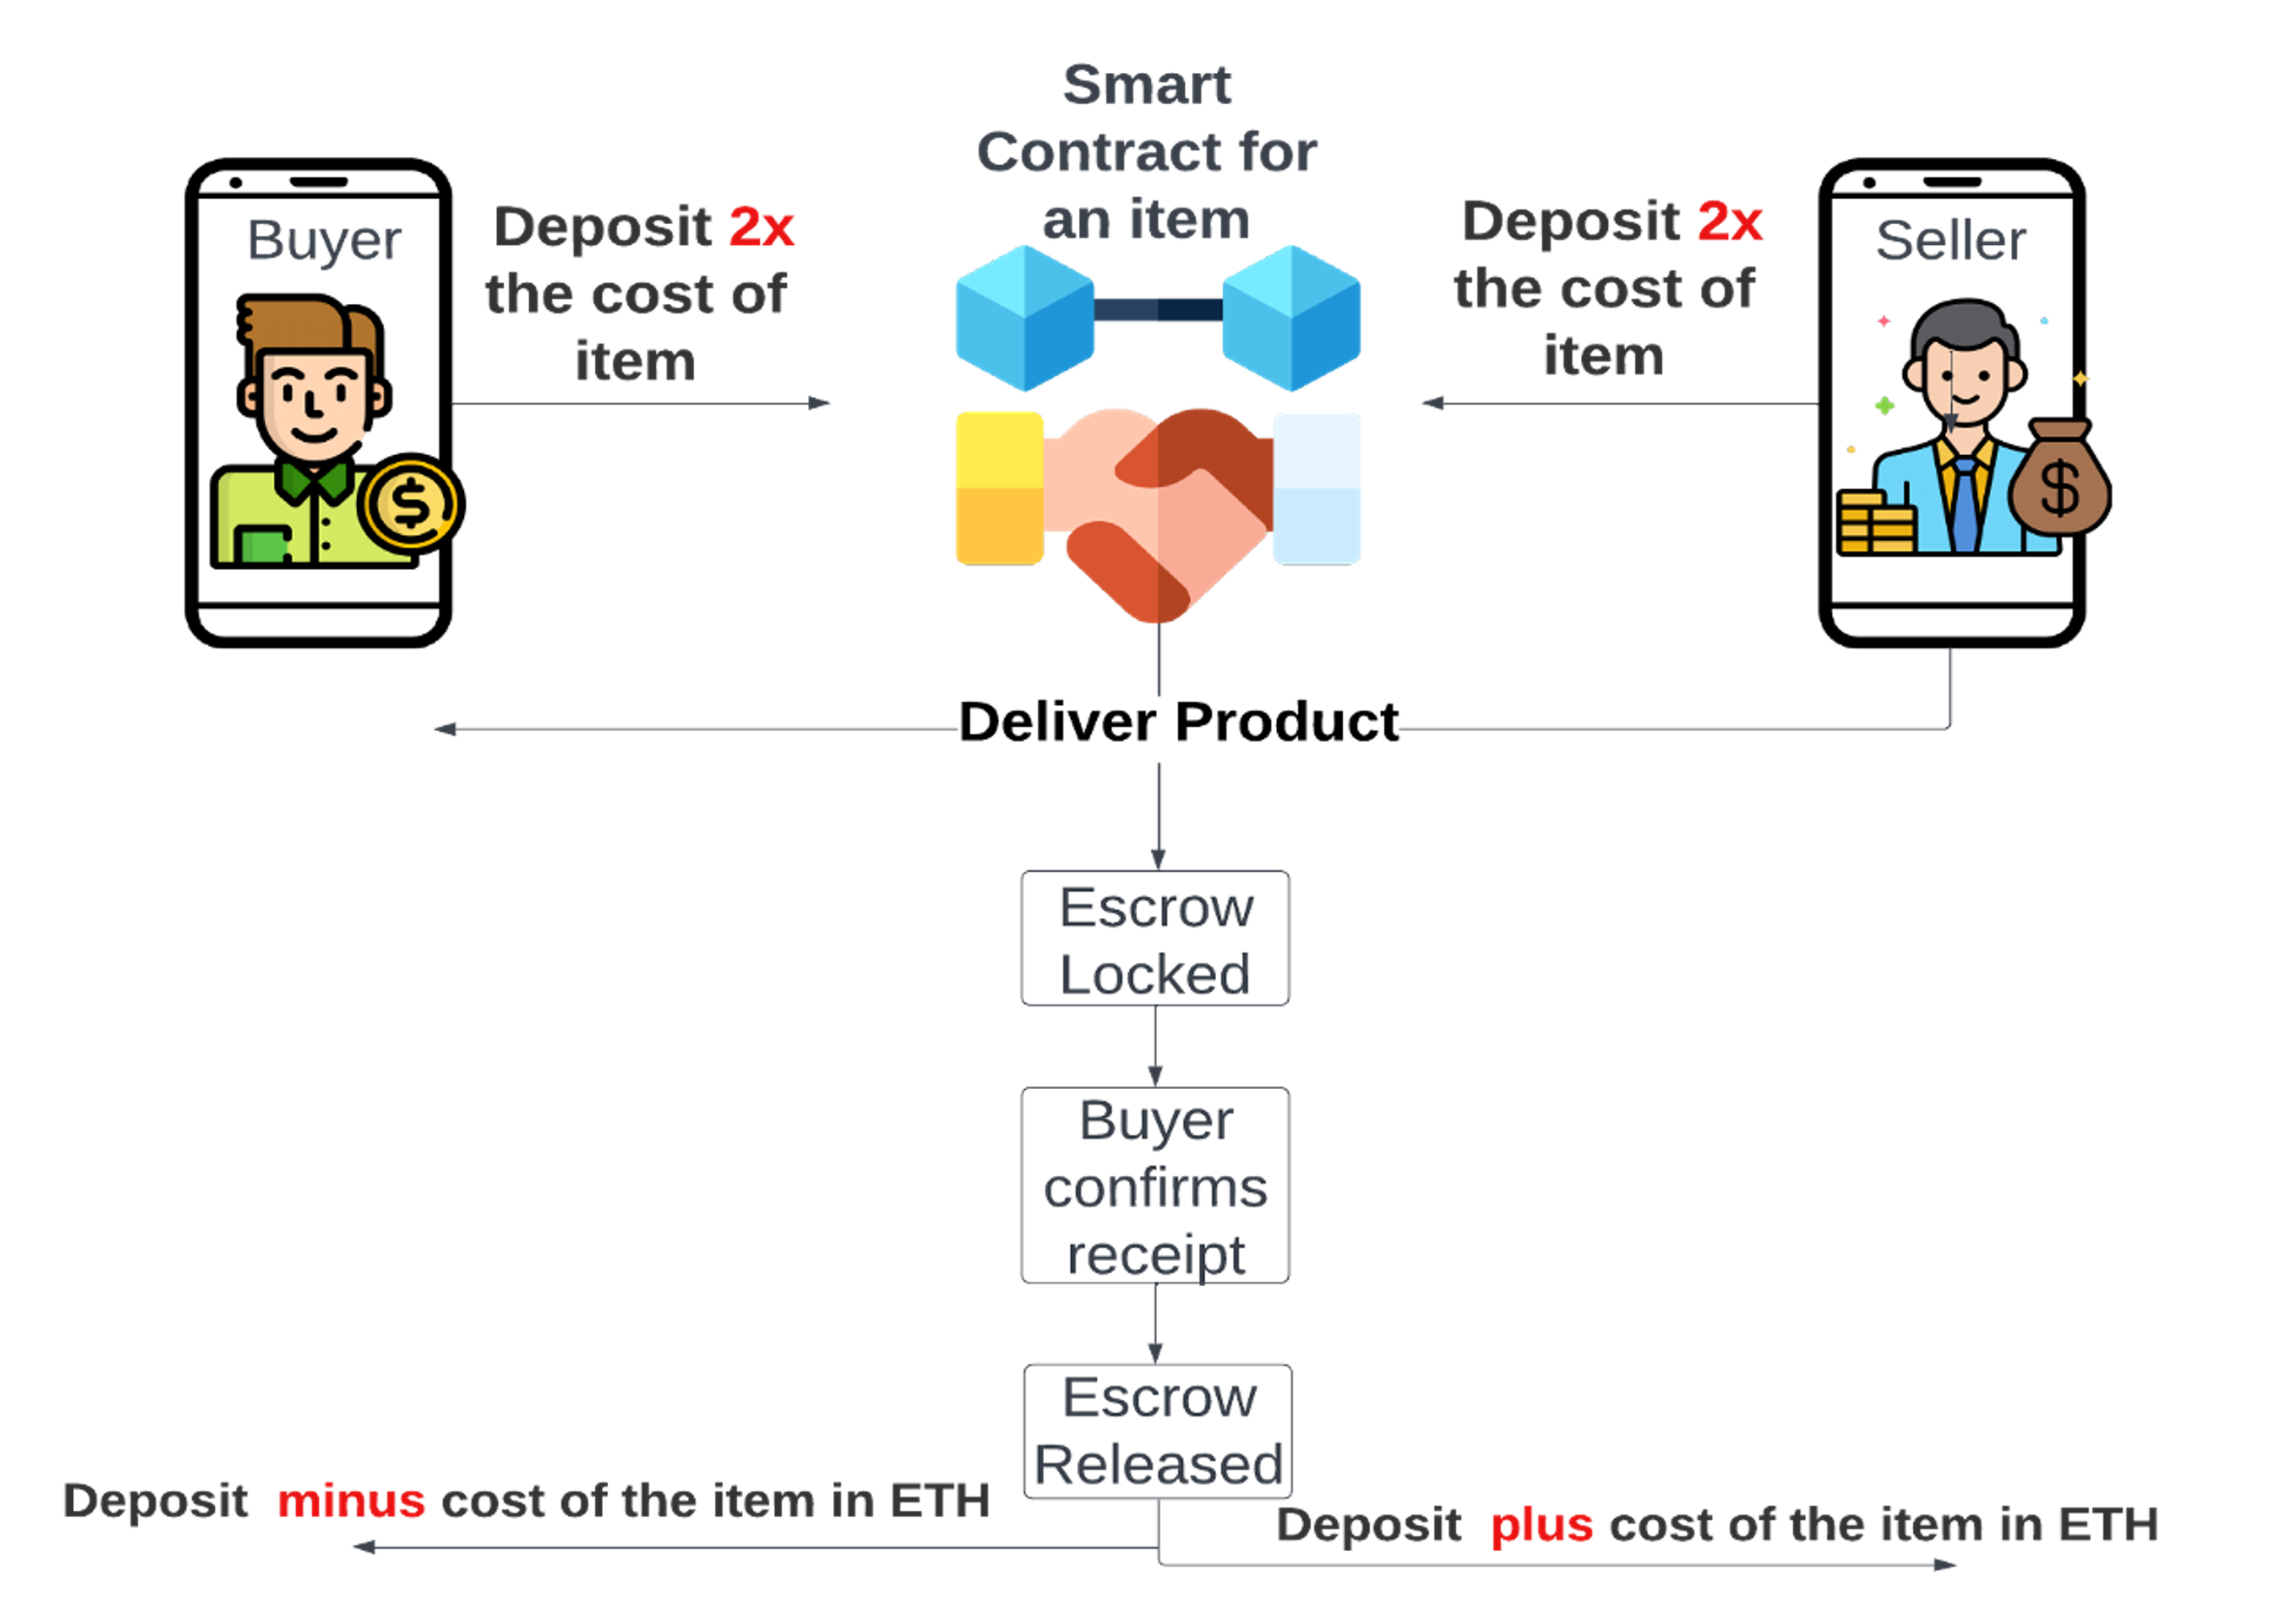 Smart
Contract for
an item
Buyer
Deposit 2x
the cost of
item
Deposit 2x
the cost of
item
Seller
$
$
Deliver Product
Escrow
Locked
Buyer
confirms
receipt
Escrow
Released
Deposit minus cost of the item in ETH
Deposit plus cost of the item in ETH